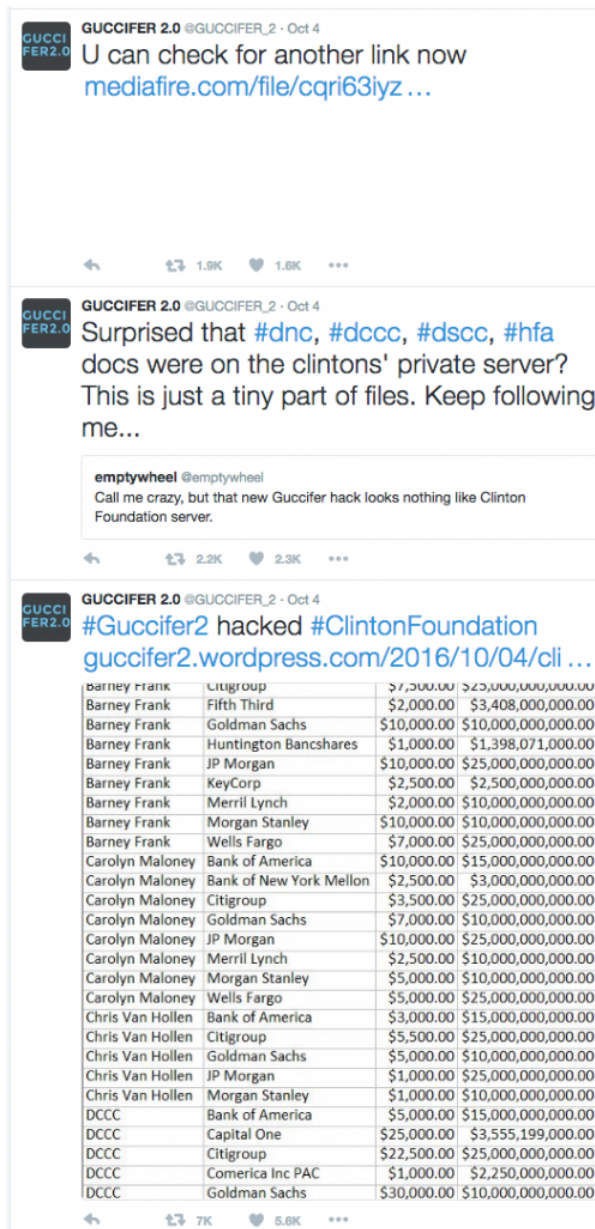 GUCCI
FER2.0
GUCCIFER 2.0 @GUCCIFER_2 · Oct 4
U can check for another link now
mediafire.com/file/cqri63iyz ...
1.9K 1.6K
GUCCI
FER2.0
GUCCIFER 2.0 @GUCCIFER_2 · Oct 4
Surprised that #dnc, #dccc, #dscc, #hfa
docs were on the clintons' private server?
This is just a tiny part of files. Keep following
me...
emptywheel @emptywheel
Call me crazy, but that new Guccifer hack looks nothing like Clinton
Foundation server.
2.2K 2.3K
GUCCI
FER2.0
GUCCIFER 2.0 @GUCCIFER_2 · Oct 4
#Guccifer2 hacked #ClintonFoundation
guccifer2.wordpress.com/2016/10/04/cli ...
Barney Frank Citigroup $7,500.00 $25,000,000,000.00
Barney Frank Fifth Third $2,000.00 $3,408,000,000.00
Barney Frank Goldman Sachs $10,000.00 $10,000,000,000.00
Barney Frank Huntington Bancshares $1,000.00 $1,398,071,000.00
Barney Frank JP Morgan $10,000.00 $25,000,000,000.00
Barney Frank KeyCorp $2,500.00 $2,500,000,000.00
Barney Frank Merril Lynch $2,000.00 $10,000,000,000.00
Barney Frank Morgan Stanley $10,000.00 $10,000,000,000.00
Barney Frank Wells Fargo $7,000.00 $25,000,000,000.00
Carolyn Maloney Bank of America $10,000.00 $15,000,000,000.00
Carolyn Maloney Bank of New York Mellon $2,500.00 $3,000,000,000.00
Carolyn Maloney Citigroup $3,500.00 $25,000,000,000.00
Carolyn Maloney Goldman Sachs $7,000.00 $10,000,000,000.00
Carolyn Maloney JP Morgan $10,000.00 $25,000,000,000.00
Carolyn Maloney Merril Lynch $2,500.00 $10,000,000,000.00
Carolyn Maloney Morgan Stanley $5,000.00 $10,000,000,000.00
Carolyn Maloney Wells Fargo $5,000.00 $25,000,000,000.00
Chris Van Hollen Bank of America $3,000.00 $15,000,000,000.00
Chris Van Hollen Citigroup $5,500.00 $25,000,000,000.00
Chris Van Hollen Goldman Sachs $5,000.00 $10,000,000,000.00
Chris Van Hollen JP Morgan $1,000.00 $25,000,000,000.00
Chris Van Hollen Morgan Stanley $1,000.00 $10,000,000,000.00
DCCC Bank of America $5,000.00 $15,000,000,000.00
DCCC Capital One $25,000.00 $3,555,199,000.00
DCCC Citigroup $22,500.00 $25,000,000,000.00
DCCC Comerica Inc PAC $1,000.00 $2,250,000,000.00
DCCC Goldman Sachs $30,000.00 $10,000,000,000.00
7K 5.6K